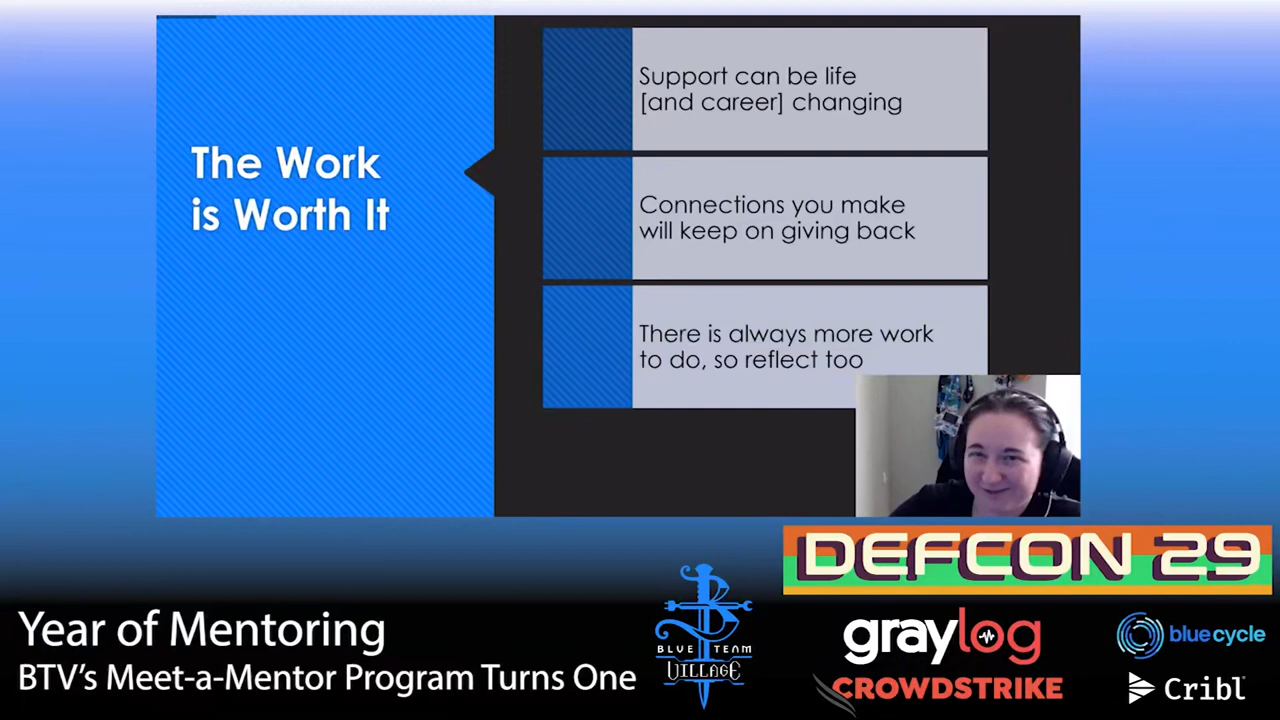 The Work
is Worth It
Support can be life
[and career] changing
Connections you make
will keep on giving back
There is always more work
to do, so reflect too
DEFCON 29
Year of Mentoring
BTV's Meet-a-Mentor Program Turns One
BLUE TEAM
VILLAGE
graylog
bluecycle
CROWDSTRIKE
Cribl